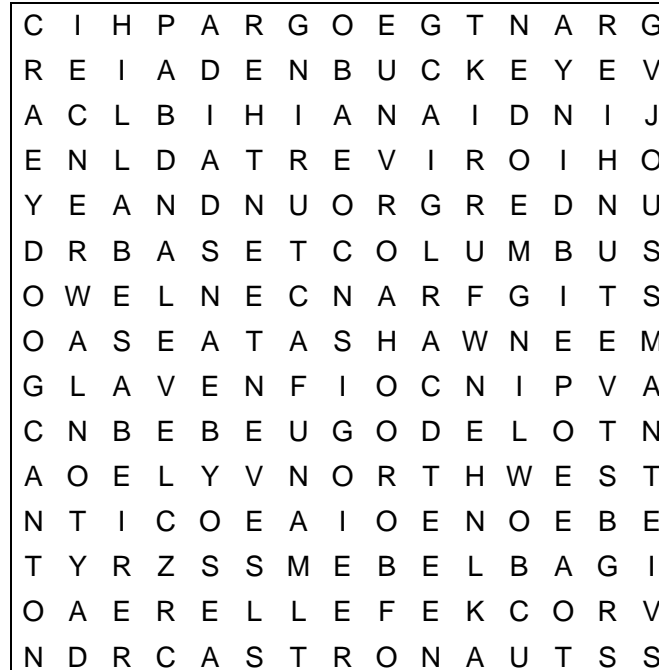 C I H P A R G O E G T N A R G
R E I A D E N B U C K E Y E V
A C L B I H I A N A I D N I J
E N L D A T R E V I R O I H O
Y E A N D N U O R G R E D N U
D R B A S E T C O L U M B U S
O W E L N E C N A R F G I T S
O A S E A T A S H A W N E E M
G L A V E N F I O C N I P V A
C N B E B E U G O D E L O T N
A O E L Y V N O R T H W E S T
N T I C O E A I O E N O E B E
T Y R Z S S M E B E L B A G I
O A E R E L L E F E K C O R V
N D R C A S T R O N A U T S S